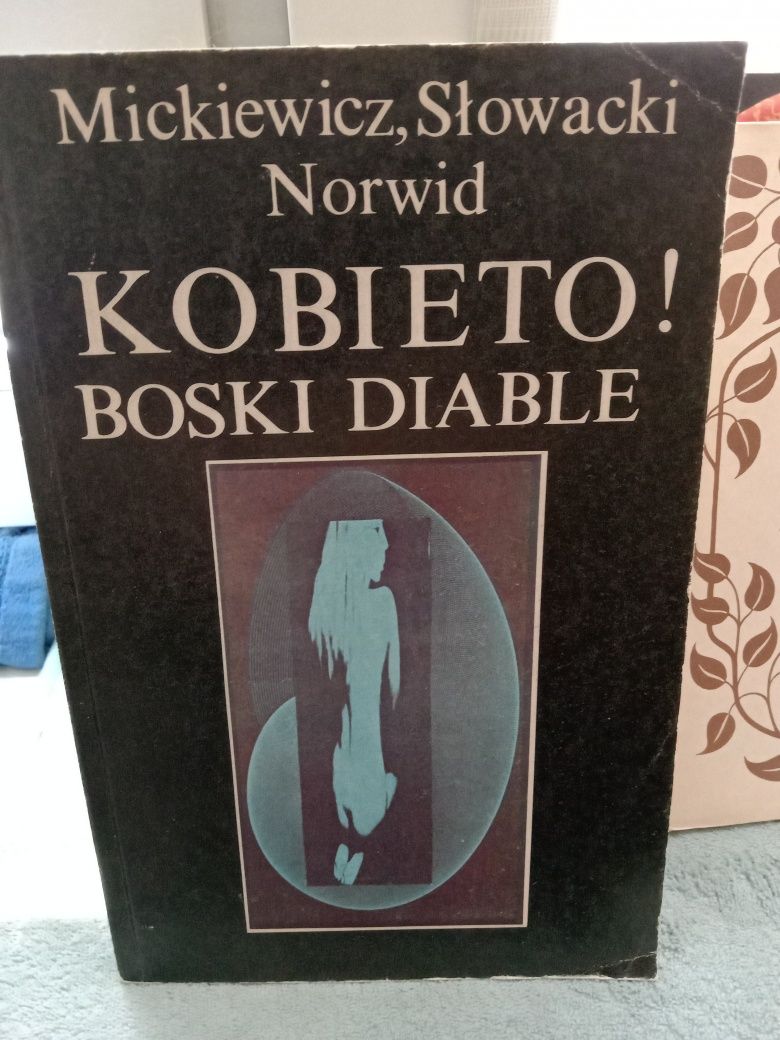 Mickiewicz, Słowacki
Norwid
KOBIETO!
BOSKI DIABLE